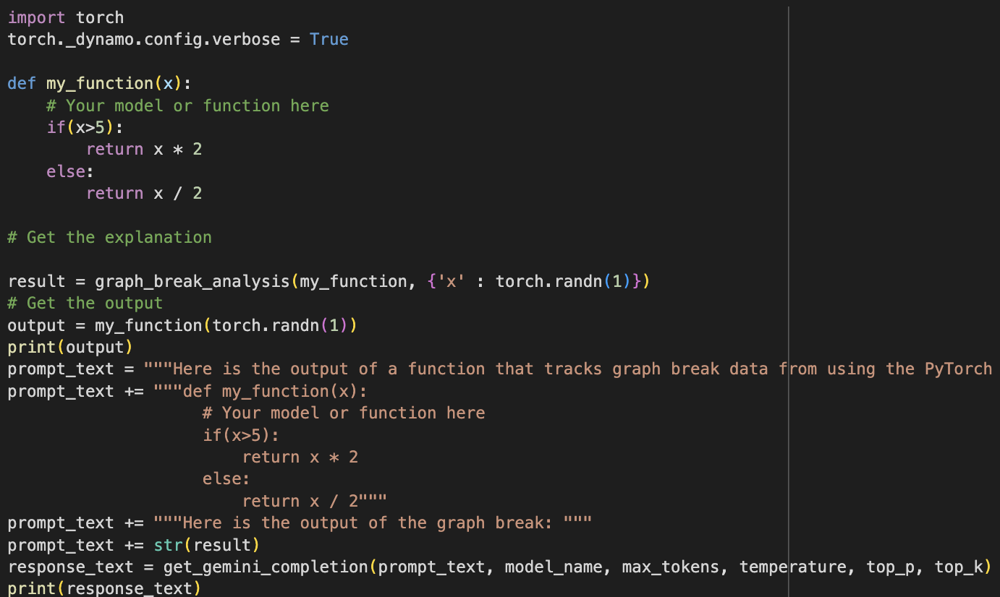 import torch
torch._dynamo.config.verbose = True
def my_function(x):
    # Your model or function here
    if(x>5):
        return x * 2
    else:
        return x / 2
# Get the explanation
result = graph_break_analysis(my_function, {'x' : torch.randn(1)})
# Get the output
output = my_function(torch.randn(1))
print(output)
prompt_text = """Here is the output of a function that tracks graph break data from using the PyTorch
prompt_text += """def my_function(x):
                    # Your model or function here
                    if(x>5):
                        return x * 2
                    else:
                        return x / 2"""
prompt_text += """Here is the output of the graph break: """
prompt_text += str(result)
response_text = get_gemini_completion(prompt_text, model_name, max_tokens, temperature, top_p, top_k)
print(response_text)